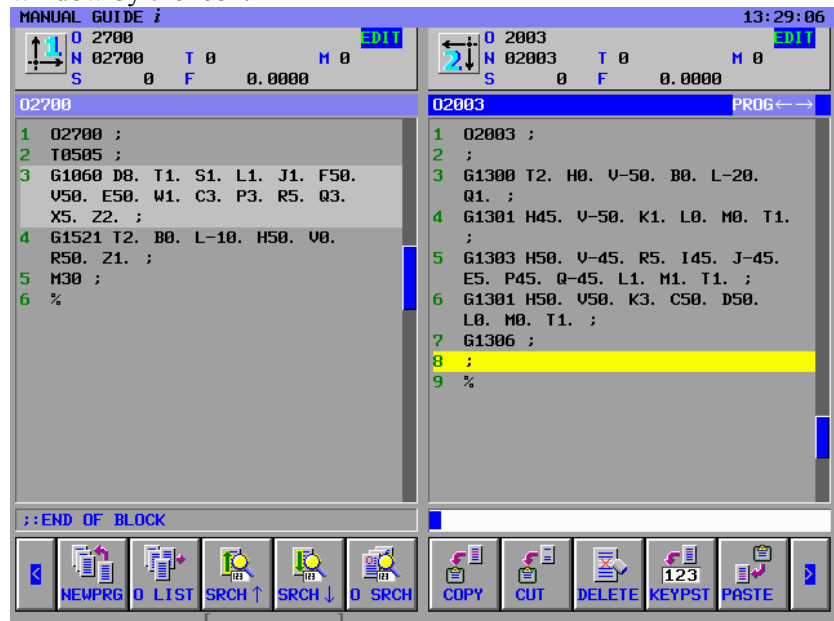 MANUAL GUIDE i 13:29:06
1. O 2700 EDIT
N 02700 T 0 M 0
S 0 F 0.0000
2. O 2003 EDIT
N 02003 T 0 M 0
S 0 F 0.0000
O2700
1 O2700 ;
2 T0505 ;
3 G1060 D8. T1. S1. L1. J1. F50.
V50. E50. W1. C3. P3. R5. Q3.
X5. Z2. ;
4 G1521 T2. B0. L-10. H50. V0.
R50. Z1. ;
5 M30 ;
6 %
O2003 PROG←→
1 O2003 ;
2 ;
3 G1300 T2. H0. V-50. B0. L-20.
Q1. ;
4 G1301 H45. V-50. K1. L0. M0. T1.
;
5 G1303 H50. V-45. R5. I45. J-45.
E5. P45. Q-45. L1. M1. T1. ;
6 G1301 H50. V50. K3. C50. D50.
L0. M0. T1. ;
7 G1306 ;
8 ;
9 %
;:END OF BLOCK
< NEWPRG O LIST SRCH↑ SRCH↓ O SRCH
COPY CUT DELETE KEYPST PASTE >